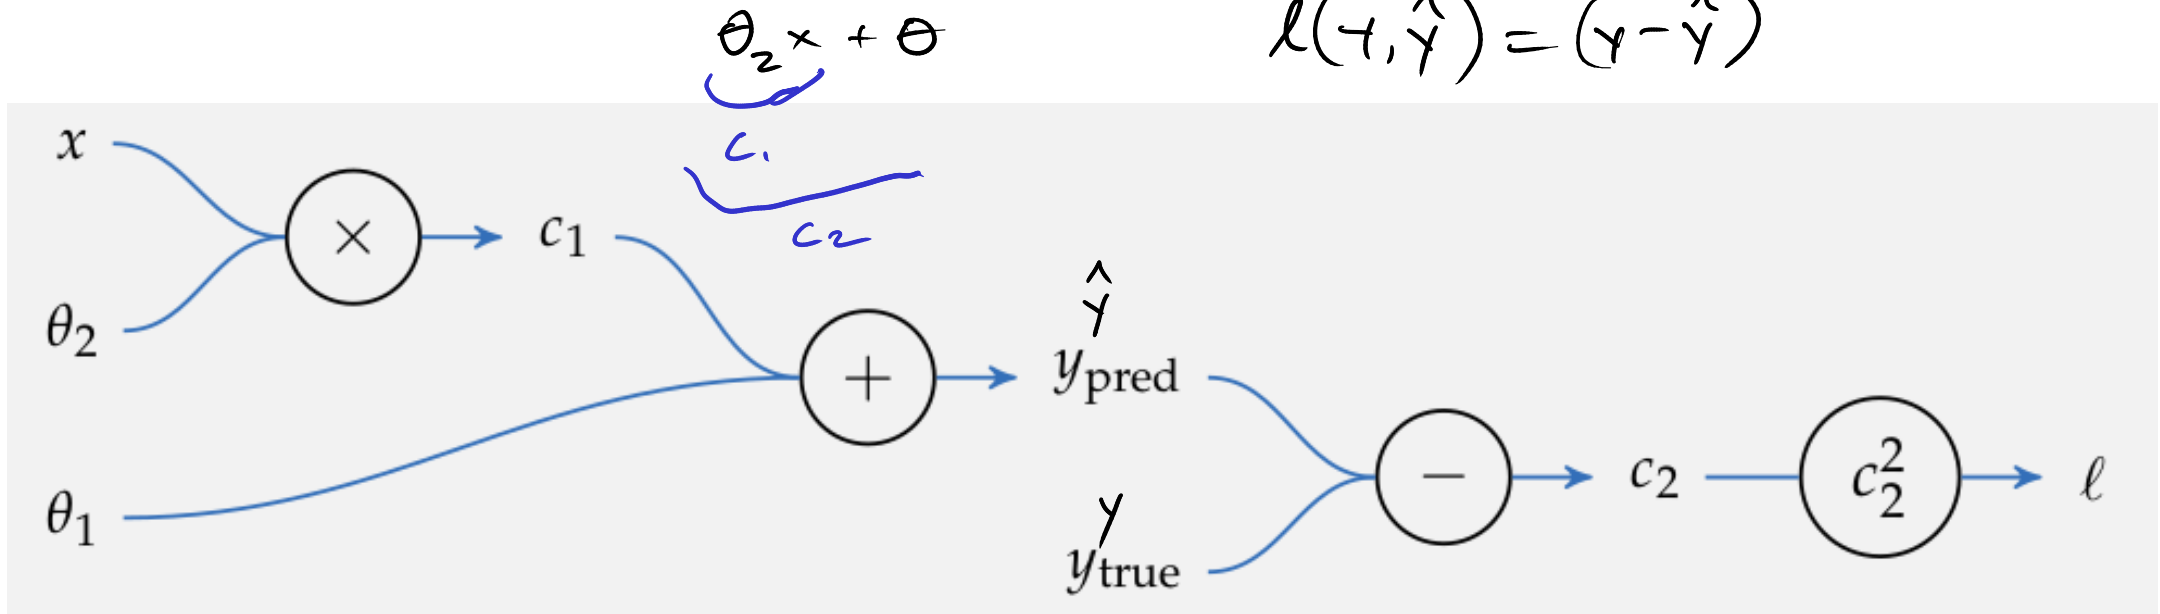 θ₂x + θ
l(y, ŷ) = (y - ŷ)
x
c₁
× c₁
c₂
θ₂
ŷ
+ y_pred
y
− c₂ c₂² ℓ
θ₁
y_true